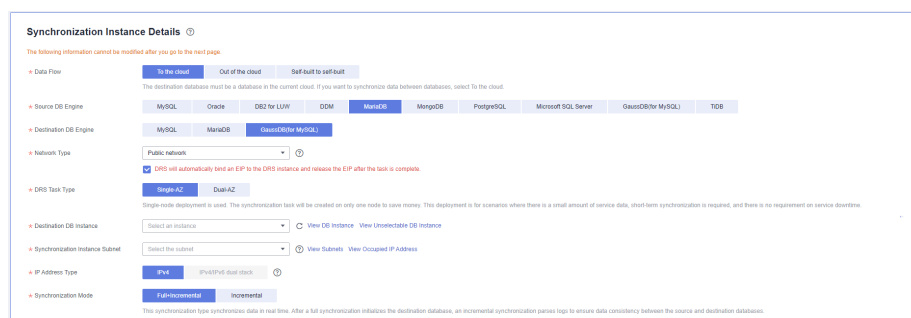 Synchronization Instance Details
The following information cannot be modified after you go to the next page.
* Data Flow To the cloud Out of the cloud Self-built to self-built
The destination database must be a database in the current cloud. If you want to synchronize data between databases, select To the cloud.
* Source DB Engine MySQL Oracle DB2 for LUW DDM MariaDB MongoDB PostgreSQL Microsoft SQL Server GaussDB(for MySQL) TiDB
* Destination DB Engine MySQL MariaDB GaussDB(for MySQL)
* Network Type Public network
DRS will automatically bind an EIP to the DRS instance and release the EIP after the task is complete.
* DRS Task Type Single-AZ Dual-AZ
Single-node deployment is used. The synchronization task will be created on only one node to save money. This deployment is for scenarios where there is a small amount of service data, short-term synchronization is required, and there is no requirement on service downtime.
* Destination DB Instance Select an instance View DB Instance View Unselectable DB Instance
* Synchronization Instance Subnet Select the subnet View Subnets View Occupied IP Address
* IP Address Type IPv4 IPv4/IPv6 dual stack
* Synchronization Mode Full+Incremental Incremental
This synchronization type synchronizes data in real time. After a full synchronization initializes the destination database, an incremental synchronization parses logs to ensure data consistency between the source and destination databases.